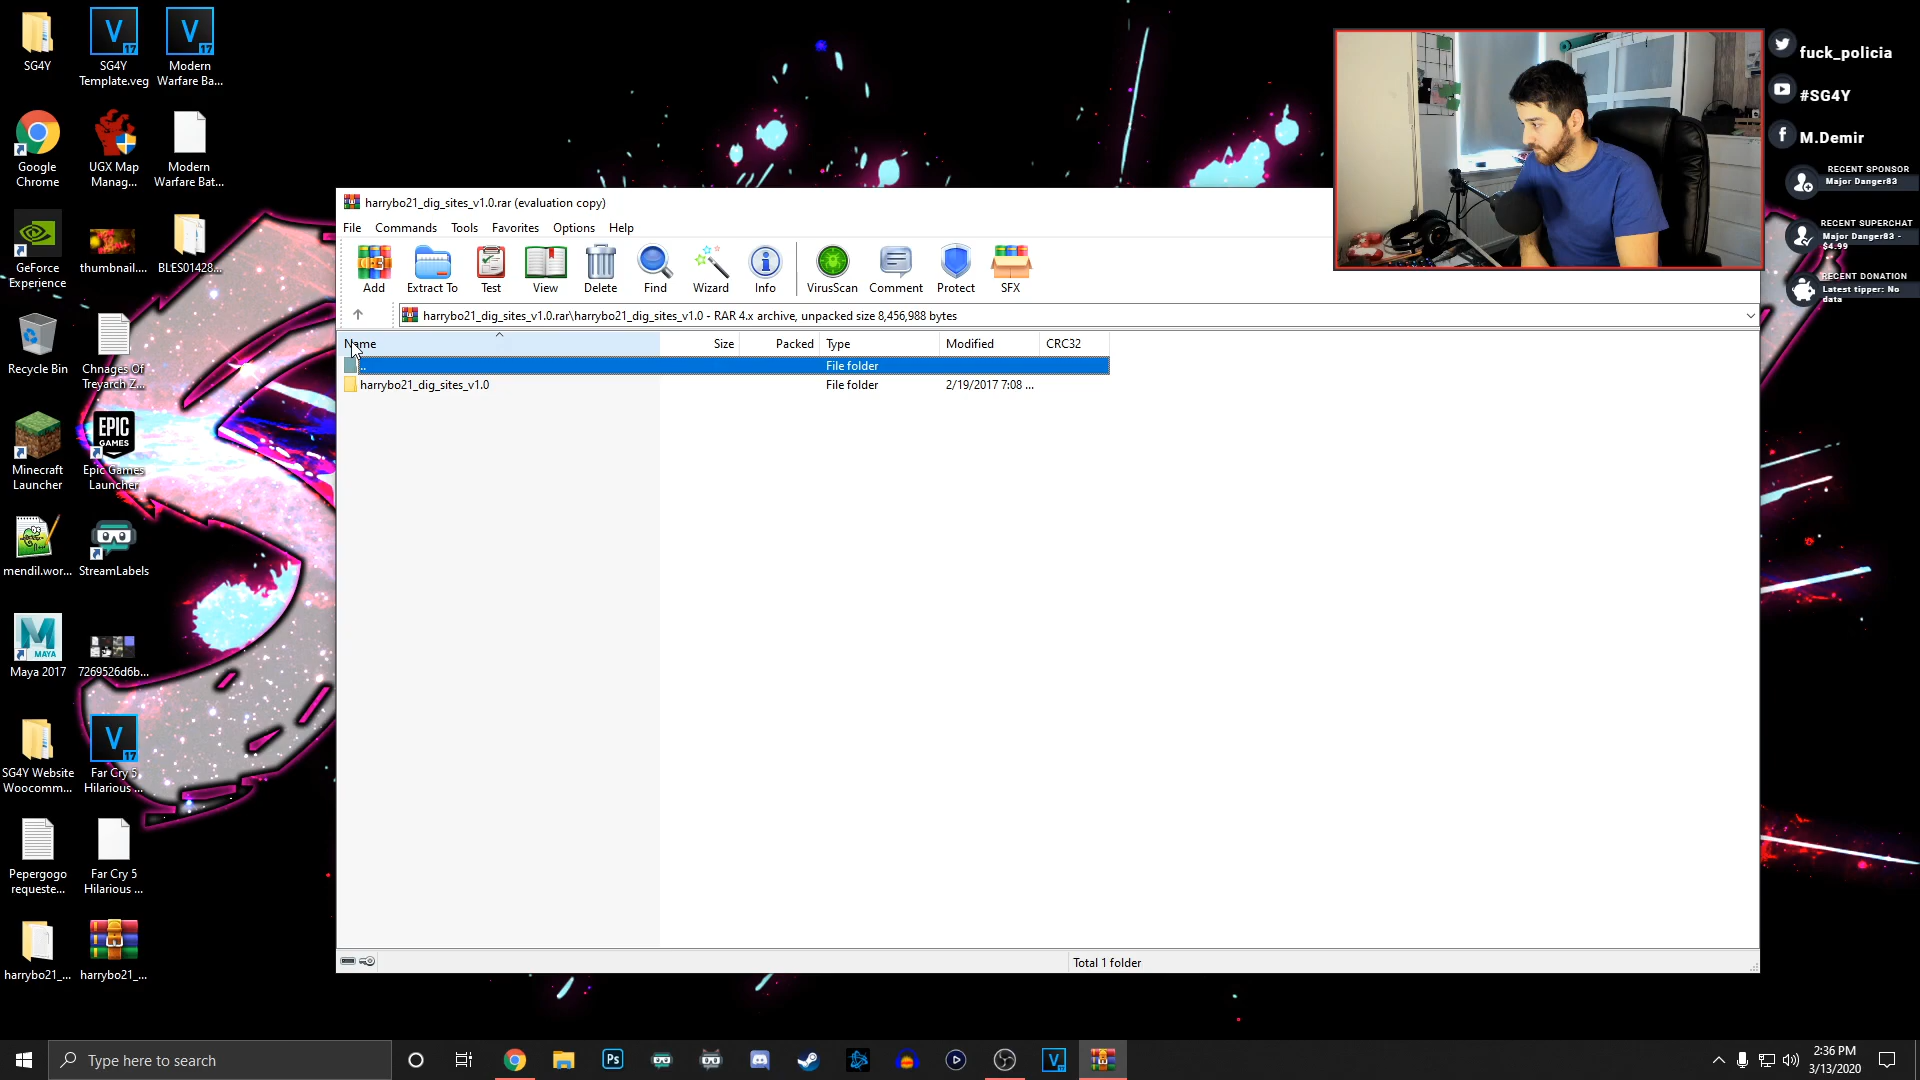 SG4Y
SG4Y
Template.veg
Modern
Warfare Ba...
Google
Chrome
UGX Map
Manag...
Modern
Warfare Bat...
GeForce
Experience
thumbnail....
BLES01428...
Recycle Bin
Chnages Of
Treyarch Z...
Minecraft
Launcher
EPIC
GAMES
Epic Games
Launcher
mendil.wor...
StreamLabels
MAYA
Maya 2017
7269526d6b...
SG4Y Website
Woocomm...
Far Cry 5
Hilarious ...
Pepergogo
requeste...
Far Cry 5
Hilarious ...
harrybo21_...
harrybo21_...
harrybo21_dig_sites_v1.0.rar (evaluation copy)
File Commands Tools Favorites Options Help
Add Extract To Test View Delete Find Wizard Info VirusScan Comment Protect SFX
harrybo21_dig_sites_v1.0.rar\harrybo21_dig_sites_v1.0 - RAR 4.x archive, unpacked size 8,456,988 bytes
Name Size Packed Type Modified CRC32
.. File folder
harrybo21_dig_sites_v1.0 File folder 2/19/2017 7:08 ...
Total 1 folder
fuck_policia
#SG4Y
M.Demir
RECENT SPONSOR
Major Danger83
RECENT SUPERCHAT
Major Danger83 -
$4.99
RECENT DONATION
Latest tipper: No
data
Type here to search
Ps
2:36 PM
3/13/2020